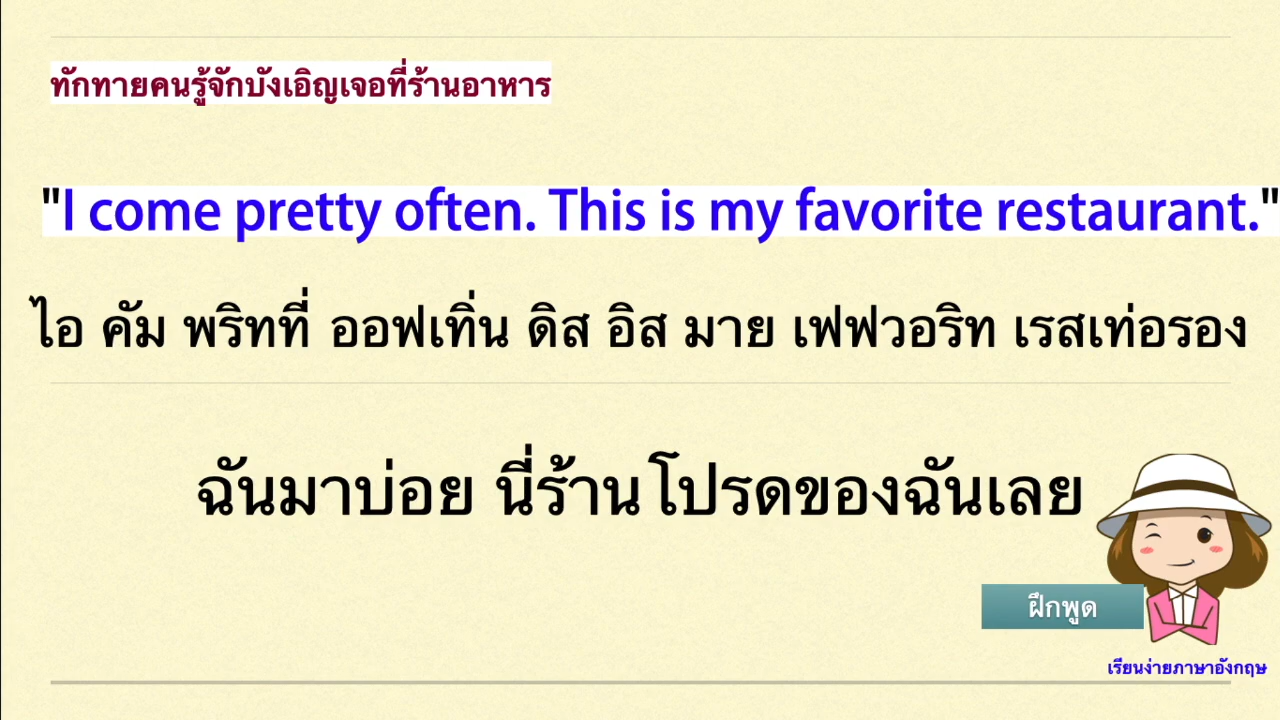 ทักทายคนรู้จักบังเอิญเจอที่ร้านอาหาร
"I come pretty often. This is my favorite restaurant."
ไอ คัม พริทที่ ออฟเทิ่น ดิส อิส มาย เฟฟวอริท เรสเท่อรอง
ฉันมาบ่อย นี่ร้านโปรดของฉันเลย
ฝึกพูด
เรียนง่ายภาษาอังกฤษ